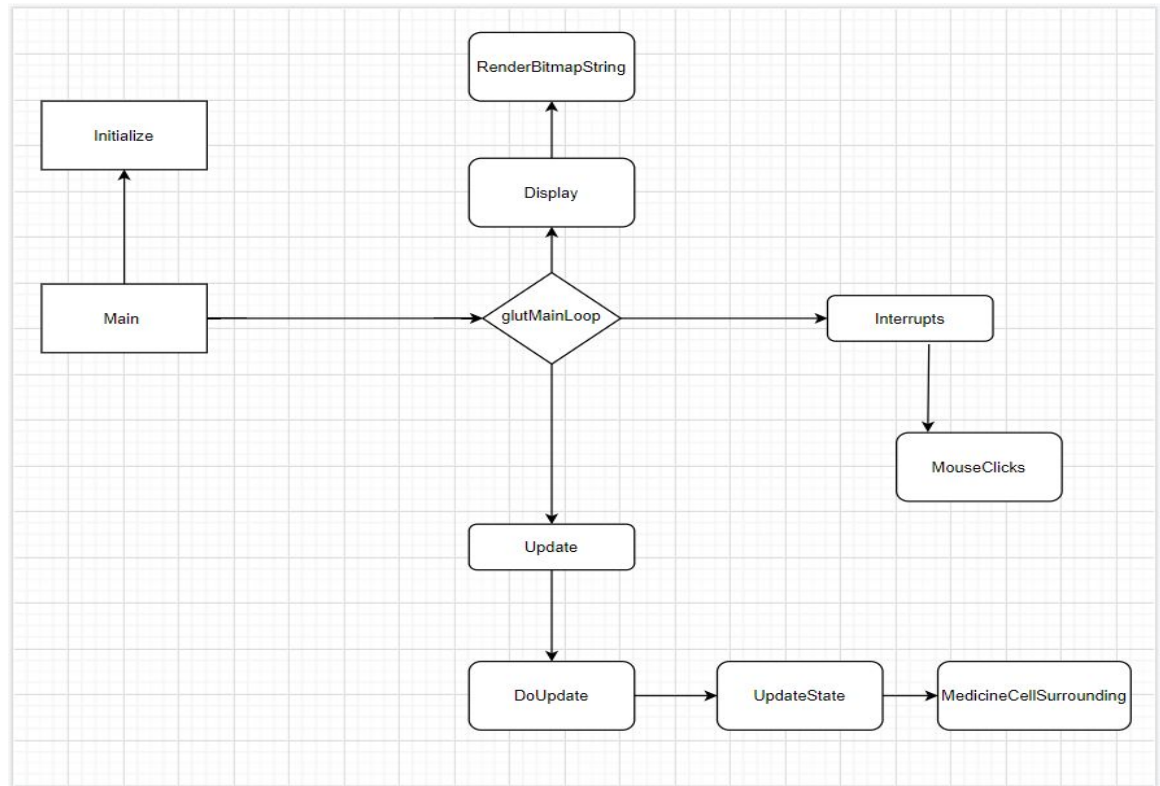 RenderBitmapString
Initialize
Display
Main
glutMainLoop
Interrupts
MouseClicks
Update
DoUpdate
UpdateState
MedicineCellSurrounding